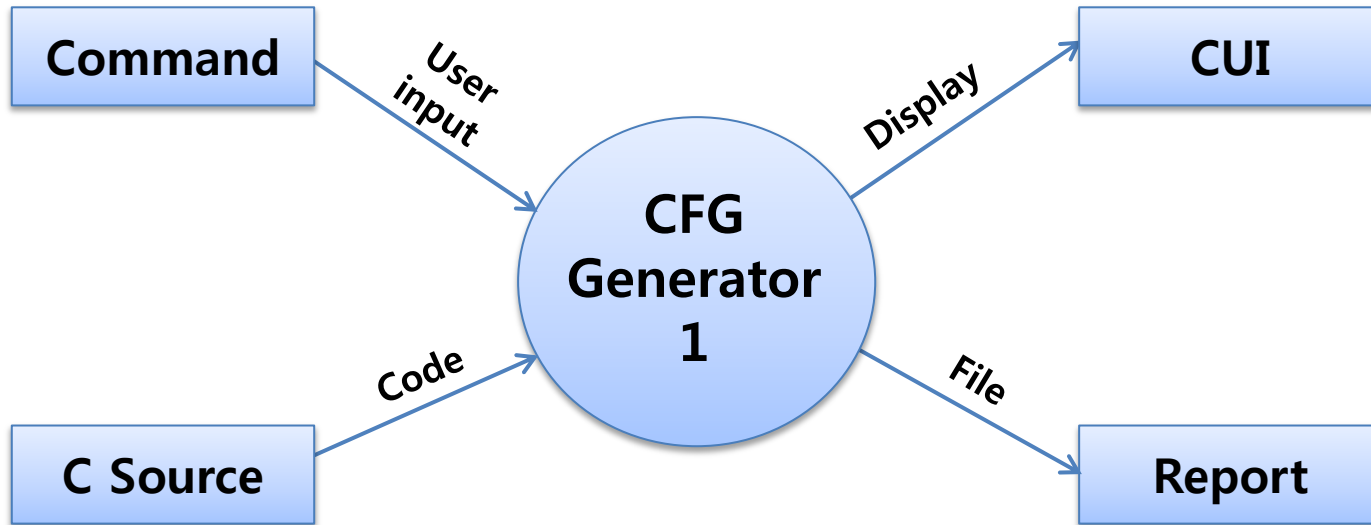 Command
User
input
Display
CUI
CFG
Generator
1
C Source
Code
File
Report